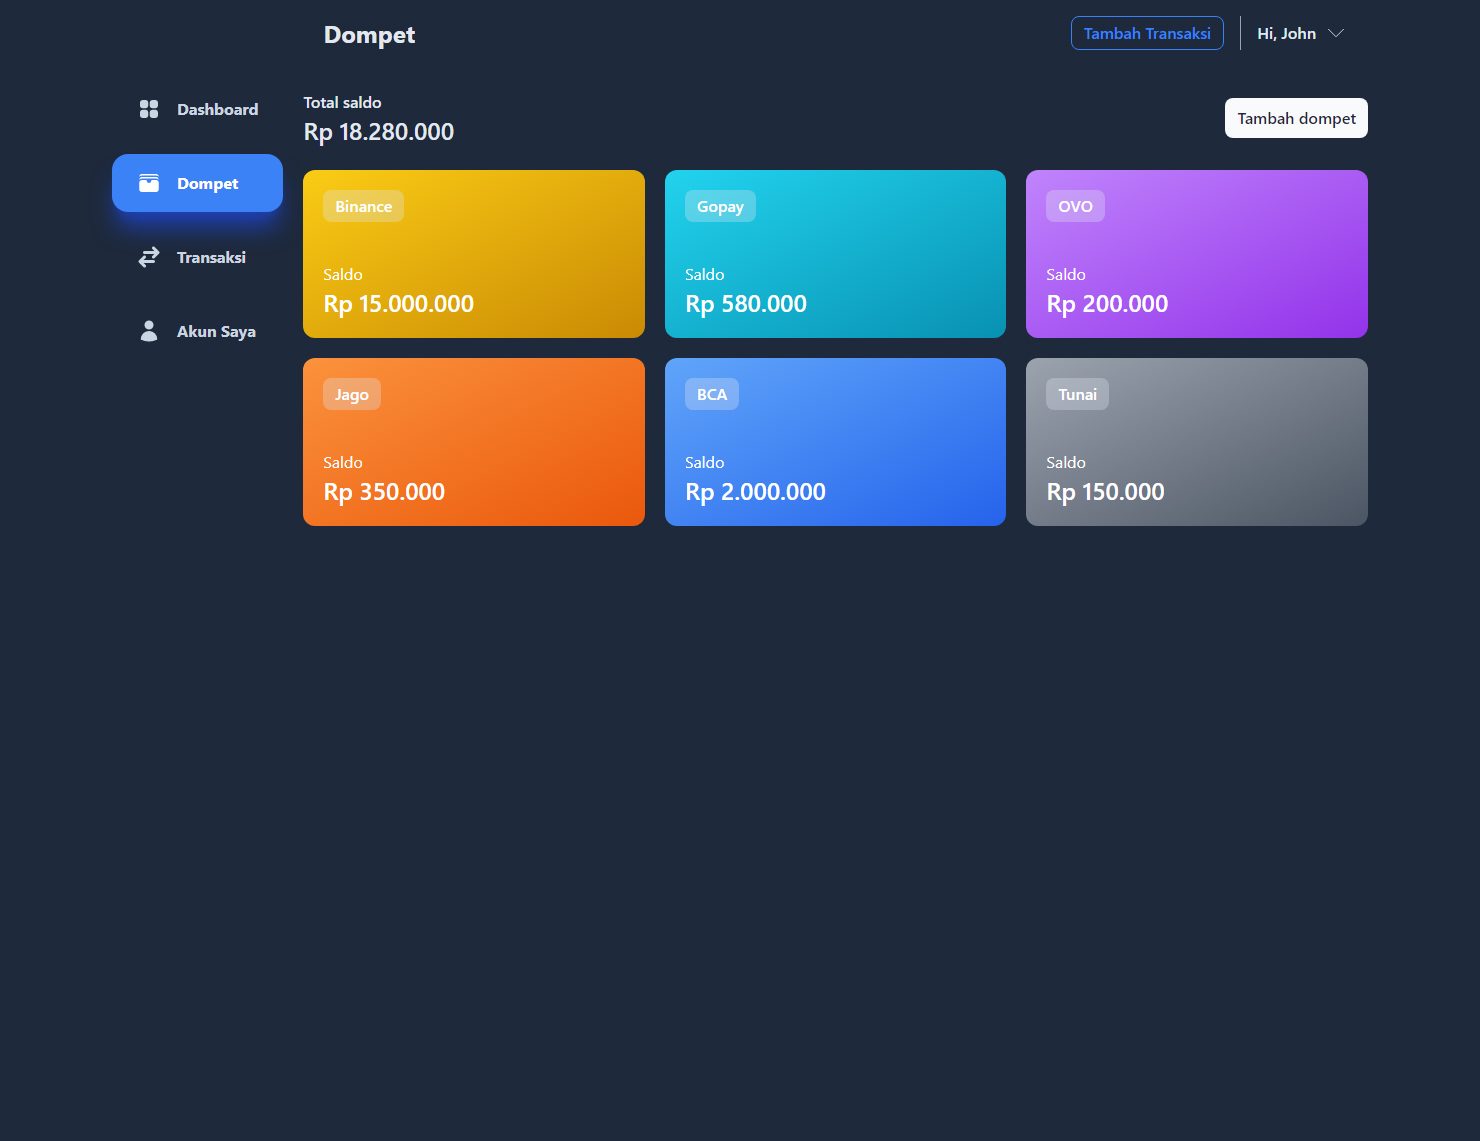 Dompet
Tambah Transaksi
Hi, John
Dashboard
Dompet
Transaksi
Akun Saya
Total saldo
Rp 18.280.000
Tambah dompet
Binance
Saldo
Rp 15.000.000
Gopay
Saldo
Rp 580.000
OVO
Saldo
Rp 200.000
Jago
Saldo
Rp 350.000
BCA
Saldo
Rp 2.000.000
Tunai
Saldo
Rp 150.000